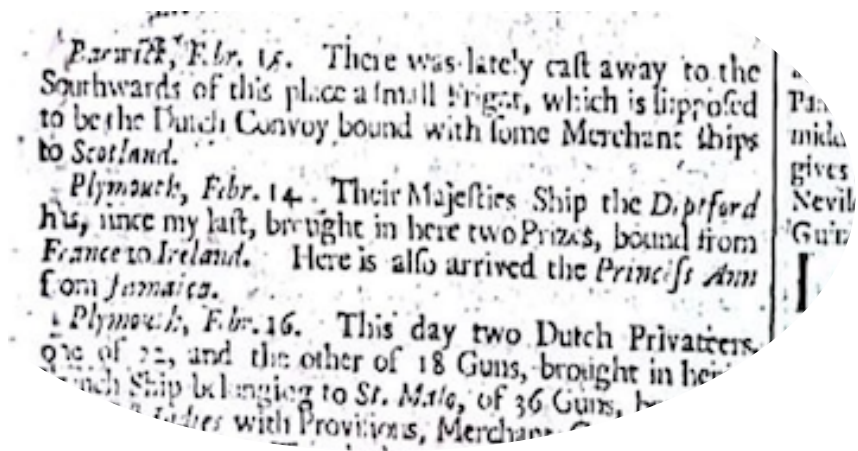 Barwick, Febr. 15. There was lately caſt away to the
Southwards of this place a ſmall Frigat, which is ſuppoſed
to be the Dutch Convoy bound with ſome Merchant ſhips
to Scotland.
Plymouth, Febr. 14. Their Majeſties Ship the Deptford
has, ſince my laſt, brought in here two Prizes, bound from
France to Ireland. Here is alſo arrived the Princeſs Ann
from Jamaica.
Plymouth, Febr. 16. This day two Dutch Privateers,
one of 22, and the other of 18 Guns, brought in
Ship belonging to St. Malo, of 36 Guns,
Indies with Proviſions,
gives